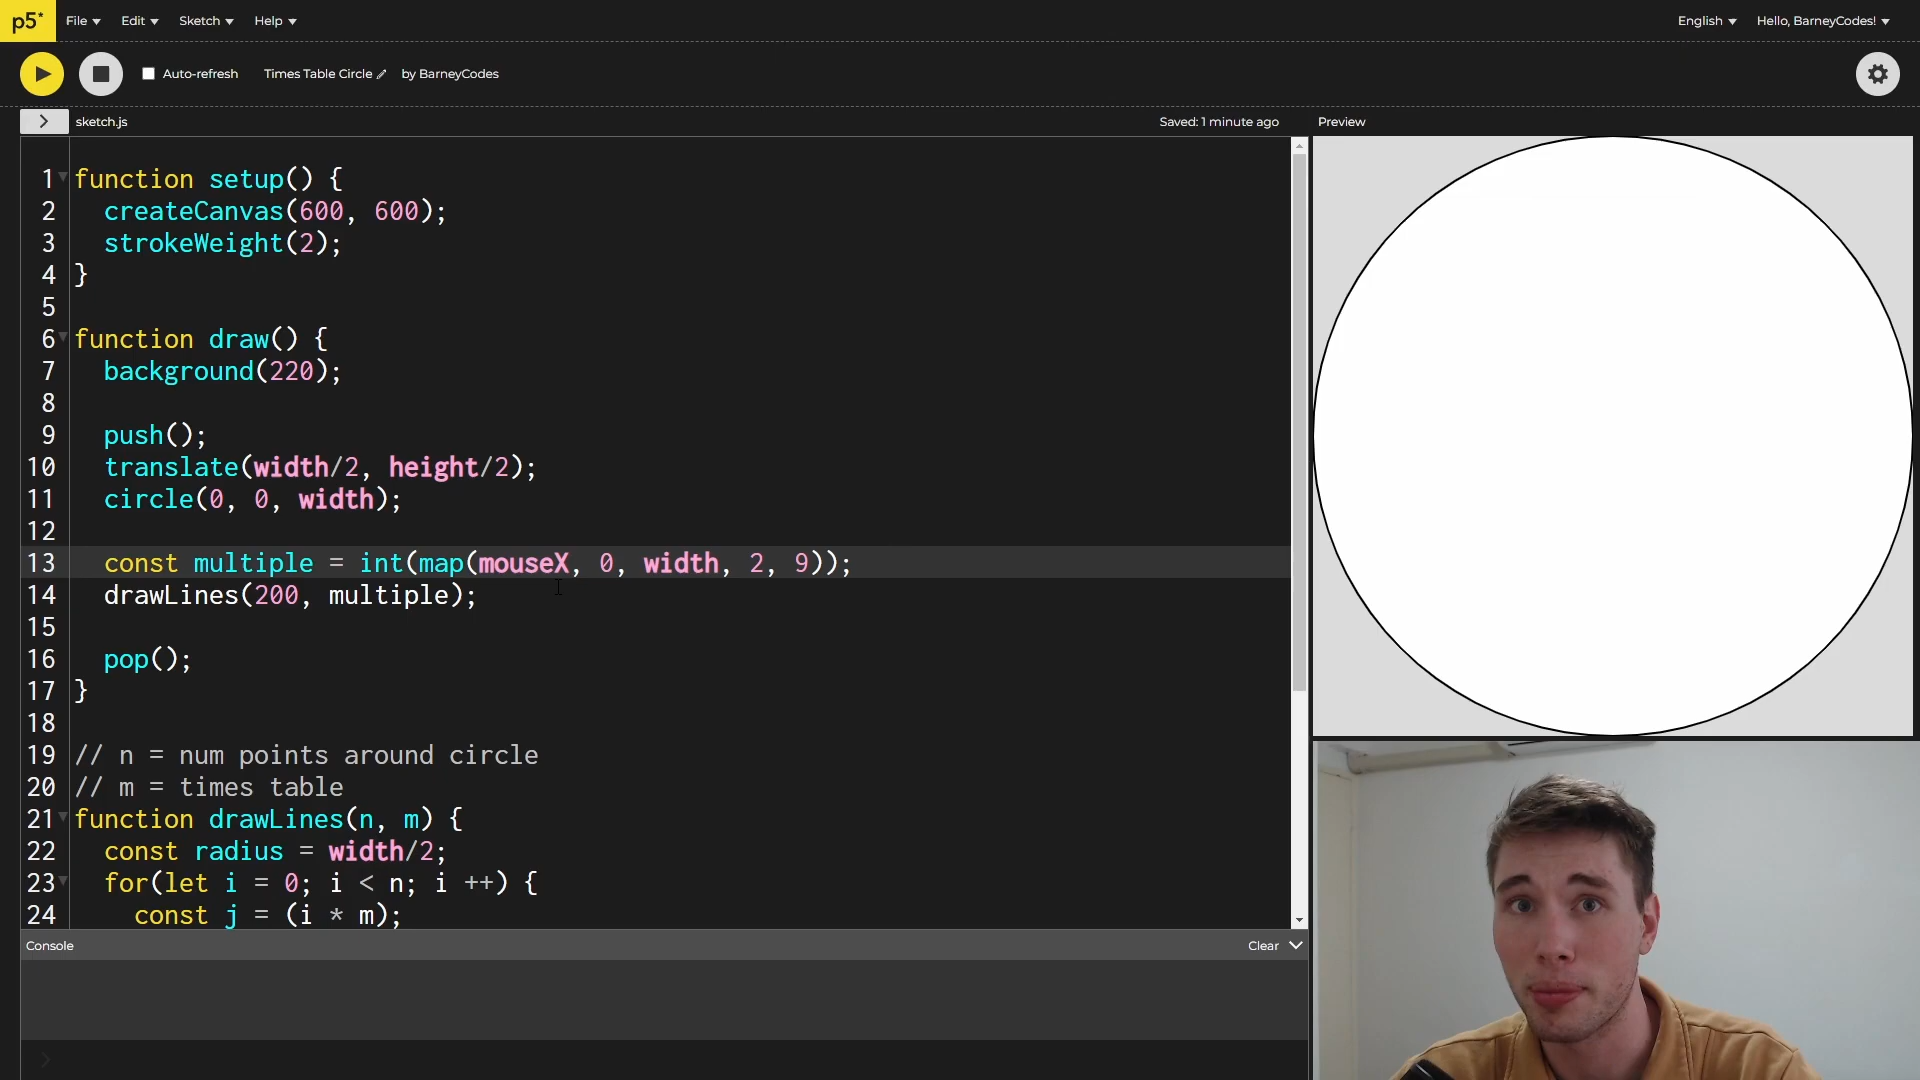 p5* File Edit Sketch Help English Hello, BarneyCodes!
Auto-refresh Times Table Circle by BarneyCodes
> sketch.js Saved: 1 minute ago Preview
1 function setup() {
2   createCanvas(600, 600);
3   strokeWeight(2);
4 }
5
6 function draw() {
7   background(220);
8
9   push();
10   translate(width/2, height/2);
11   circle(0, 0, width);
12
13   const multiple = int(map(mouseX, 0, width, 2, 9));
14   drawLines(200, multiple);
15
16   pop();
17 }
18
19 // n = num points around circle
20 // m = times table
21 function drawLines(n, m) {
22   const radius = width/2;
23   for(let i = 0; i < n; i ++) {
24     const j = (i * m);
Console Clear
>